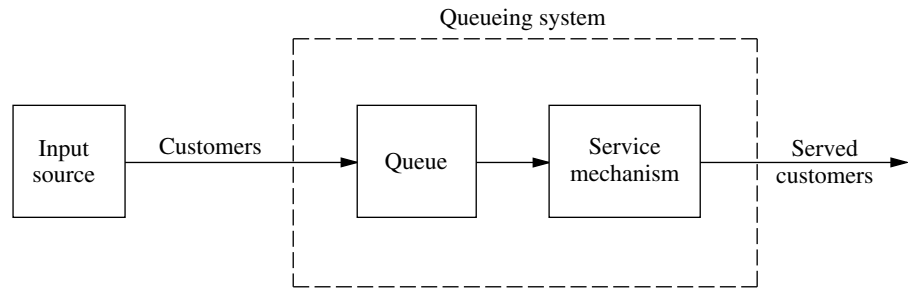 Queueing system
Input
source
Customers
Queue
Service
mechanism
Served
customers